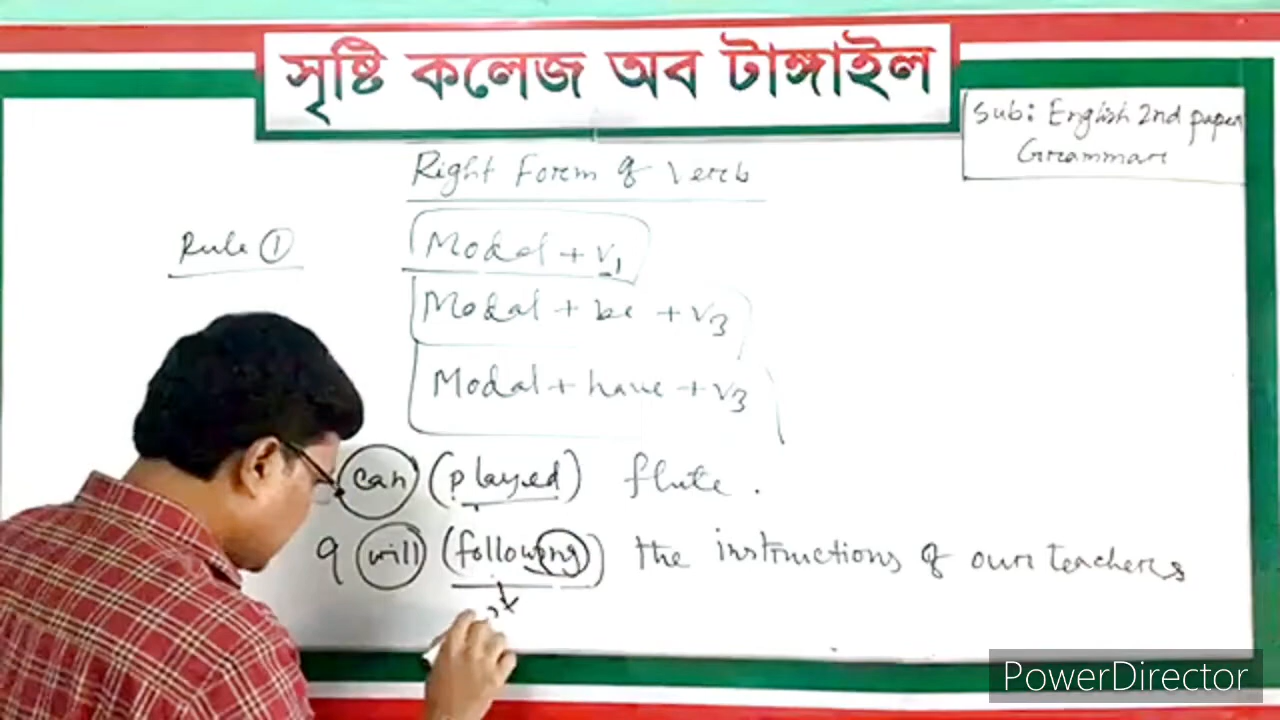 সৃষ্টি কলেজ অব টাঙ্গাইল
Sub: English 2nd paper
Grammar
Right Form of Verb
Rule ①
Modal + V1
Modal + be + V3
Modal + have + V3
can (played) flute.
will (following) the instructions of our teachers
PowerDirector